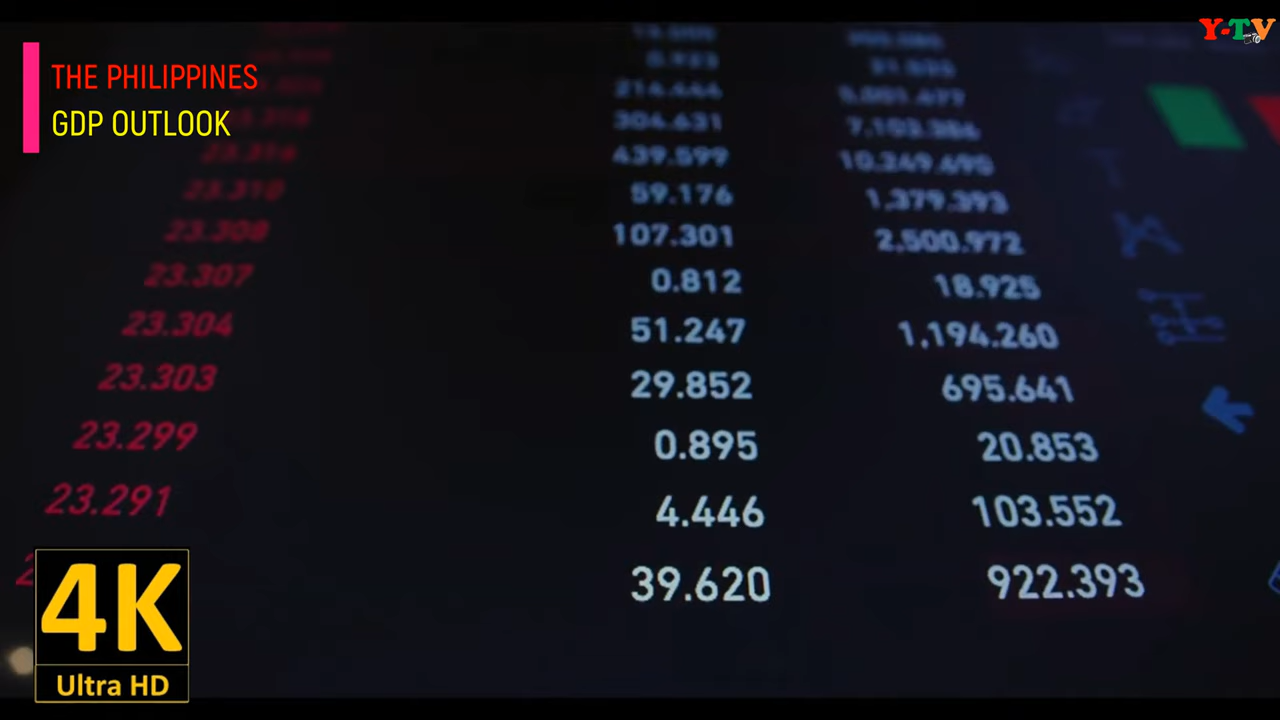 Y-TV
THE PHILIPPINES
GDP OUTLOOK
214.444
304.631 7,103.386
439.599 10,249.695
23.310 59.176 1,379.393
23.308 107.301 2,500.972
23.307 0.812 18.925
23.304 51.247 1,194.260
23.303 29.852 695.641
23.299 0.895 20.853
23.291 4.446 103.552
39.620 922.393
4K
Ultra HD